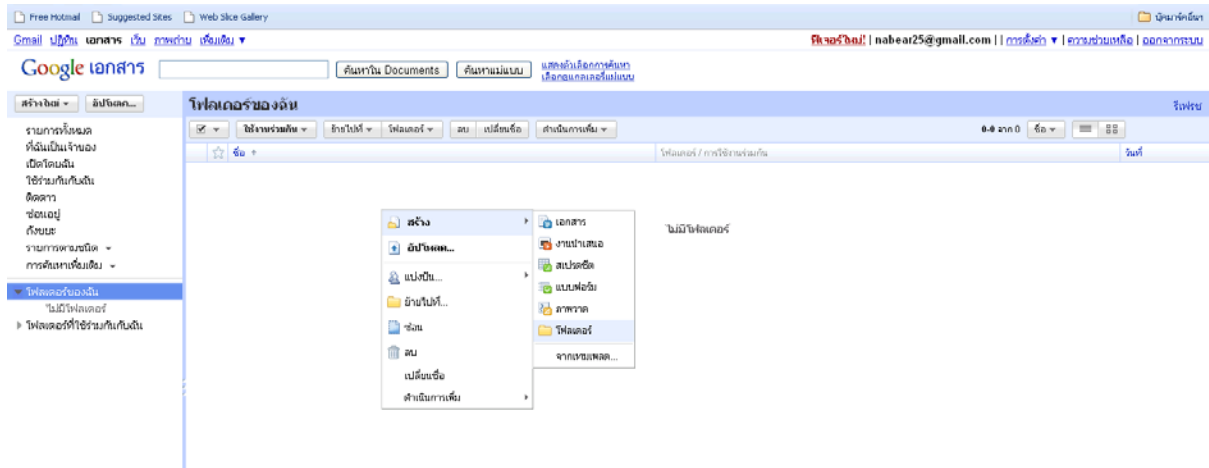 Free Hotmail Suggested Sites Web Slice Gallery บุ๊กมาร์กอื่นๆ
Gmail ปฏิทิน เอกสาร เว็บ ภาพถ่าย เพิ่มเติม ▼ ฟีเจอร์ใหม่! | nabear25@gmail.com | | การตั้งค่า ▼ | ความช่วยเหลือ | ออกจากระบบ
Google เอกสาร ค้นหาใน Documents ค้นหาแม่แบบ แสดงตัวเลือกการค้นหา
เลือกดูแกลเลอรี่แม่แบบ
สร้างใหม่ อัปโหลด... โฟลเดอร์ของฉัน รีเฟรช
รายการทั้งหมด
ใช้งานร่วมกัน ย้ายไปที่ โฟลเดอร์ ลบ เปลี่ยนชื่อ ดำเนินการเพิ่ม 0-0 จาก 0 ชื่อ
ที่ฉันเป็นเจ้าของ
ชื่อ โฟลเดอร์ / การใช้งานร่วมกัน วันที่
เปิดโดยฉัน
ใช้ร่วมกันกับฉัน
ติดดาว
ซ่อนอยู่
ถังขยะ
รายการตามชนิด
การค้นหาเพิ่มเติม
โฟลเดอร์ของฉัน
ไม่มีโฟลเดอร์
โฟลเดอร์ที่ใช้ร่วมกันกับฉัน
สร้าง
อัปโหลด...
แบ่งปัน...
ย้ายไปที่...
ซ่อน
ลบ
เปลี่ยนชื่อ
ดำเนินการเพิ่ม
เอกสาร
งานนำเสนอ
สเปรดชีต
แบบฟอร์ม
ภาพวาด
โฟลเดอร์
จากเทมเพลต...
ไม่มีโฟลเดอร์